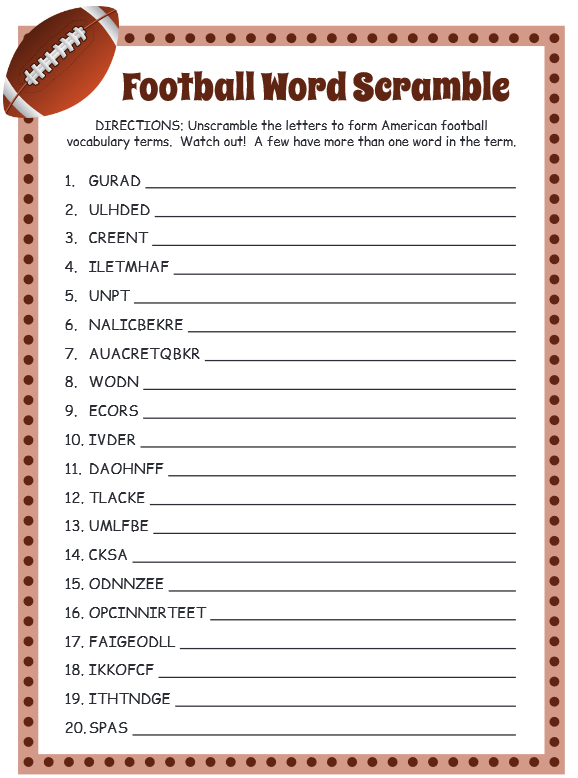 Football Word Scramble
DIRECTIONS: Unscramble the letters to form American football
vocabulary terms. Watch out! A few have more than one word in the term.
1. GURAD
2. ULHDED
3. CREENT
4. ILETMHAF
5. UNPT
6. NALICBEKRE
7. AUACRETQBKR
8. WODN
9. ECORS
10. IVDER
11. DAOHNFF
12. TLACKE
13. UMLFBE
14. CKSA
15. ODNNZEE
16. OPCINNIRTEET
17. FAIGEODLL
18. IKKOFCF
19. ITHTNDGE
20. SPAS